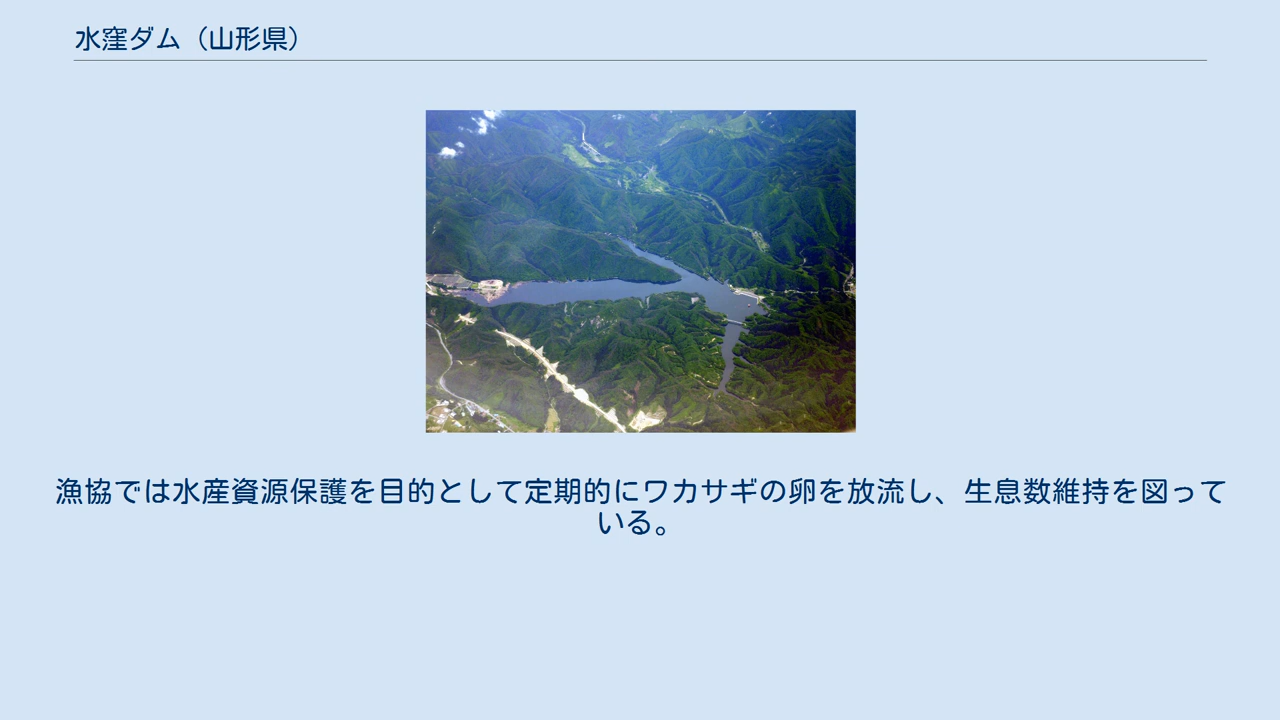 水窪ダム（山形県）
漁協では水産資源保護を目的として定期的にワカサギの卵を放流し、生息数維持を図って
いる。